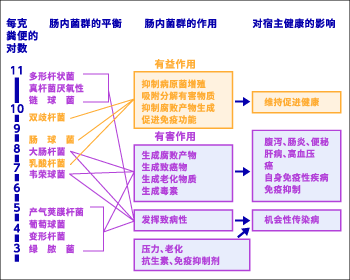 每克
粪便的
对数
肠内菌群的平衡
肠内菌群的作用
对宿主健康的影响
11
10
9
8
7
6
5
4
3
多形杆状菌
真杆菌厌氧性
链球菌
双歧杆菌
肠球菌
大肠杆菌
乳酸杆菌
韦荣球菌
产气荚膜杆菌
葡萄球菌
变形杆菌
绿脓菌
有益作用
抑制病原菌增强
吸附分解有害物质
抑制腐败产物生成
促进免疫功能
有害作用
生成腐败产物
生成致癌物
生成老化物质
生成毒素
发挥致病性
压力、老化
抗生素、免疫抑制剂
维持促进健康
腹泻、肠炎、便秘
肝病、高血压
癌
自身免疫性疾病
免疫抑制
机会性传染病